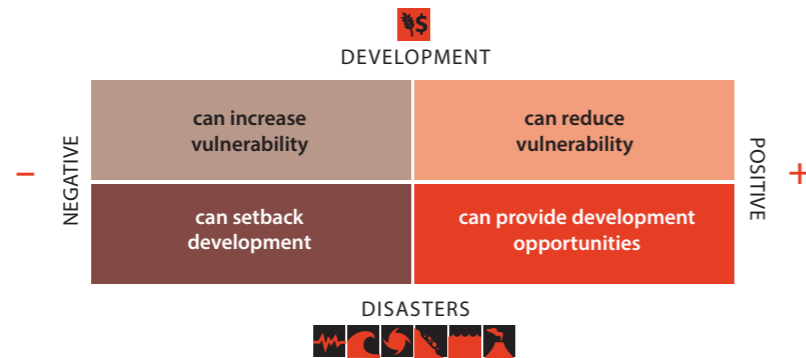 $
DEVELOPMENT
can increase
vulnerability
can reduce
vulnerability
–
NEGATIVE
POSITIVE
+
can setback
development
can provide development
opportunities
DISASTERS